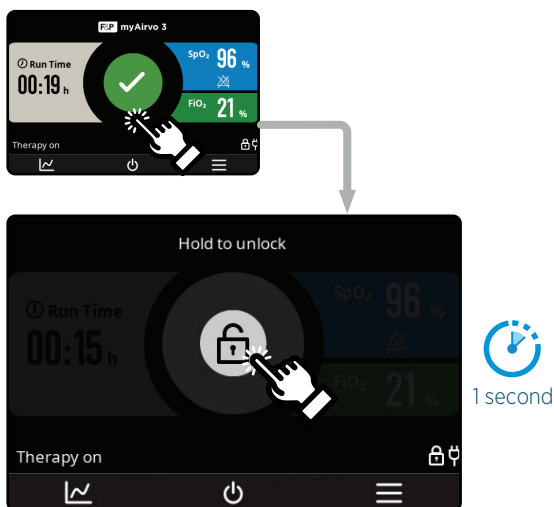 F&P myAirvo 3
Run Time
00:19 h
SpO₂ 96 %
FiO₂ 21 %
Therapy on
Hold to unlock
Run Time
00:15 h
SpO₂ 96 %
FiO₂ 21 %
Therapy on
1 second